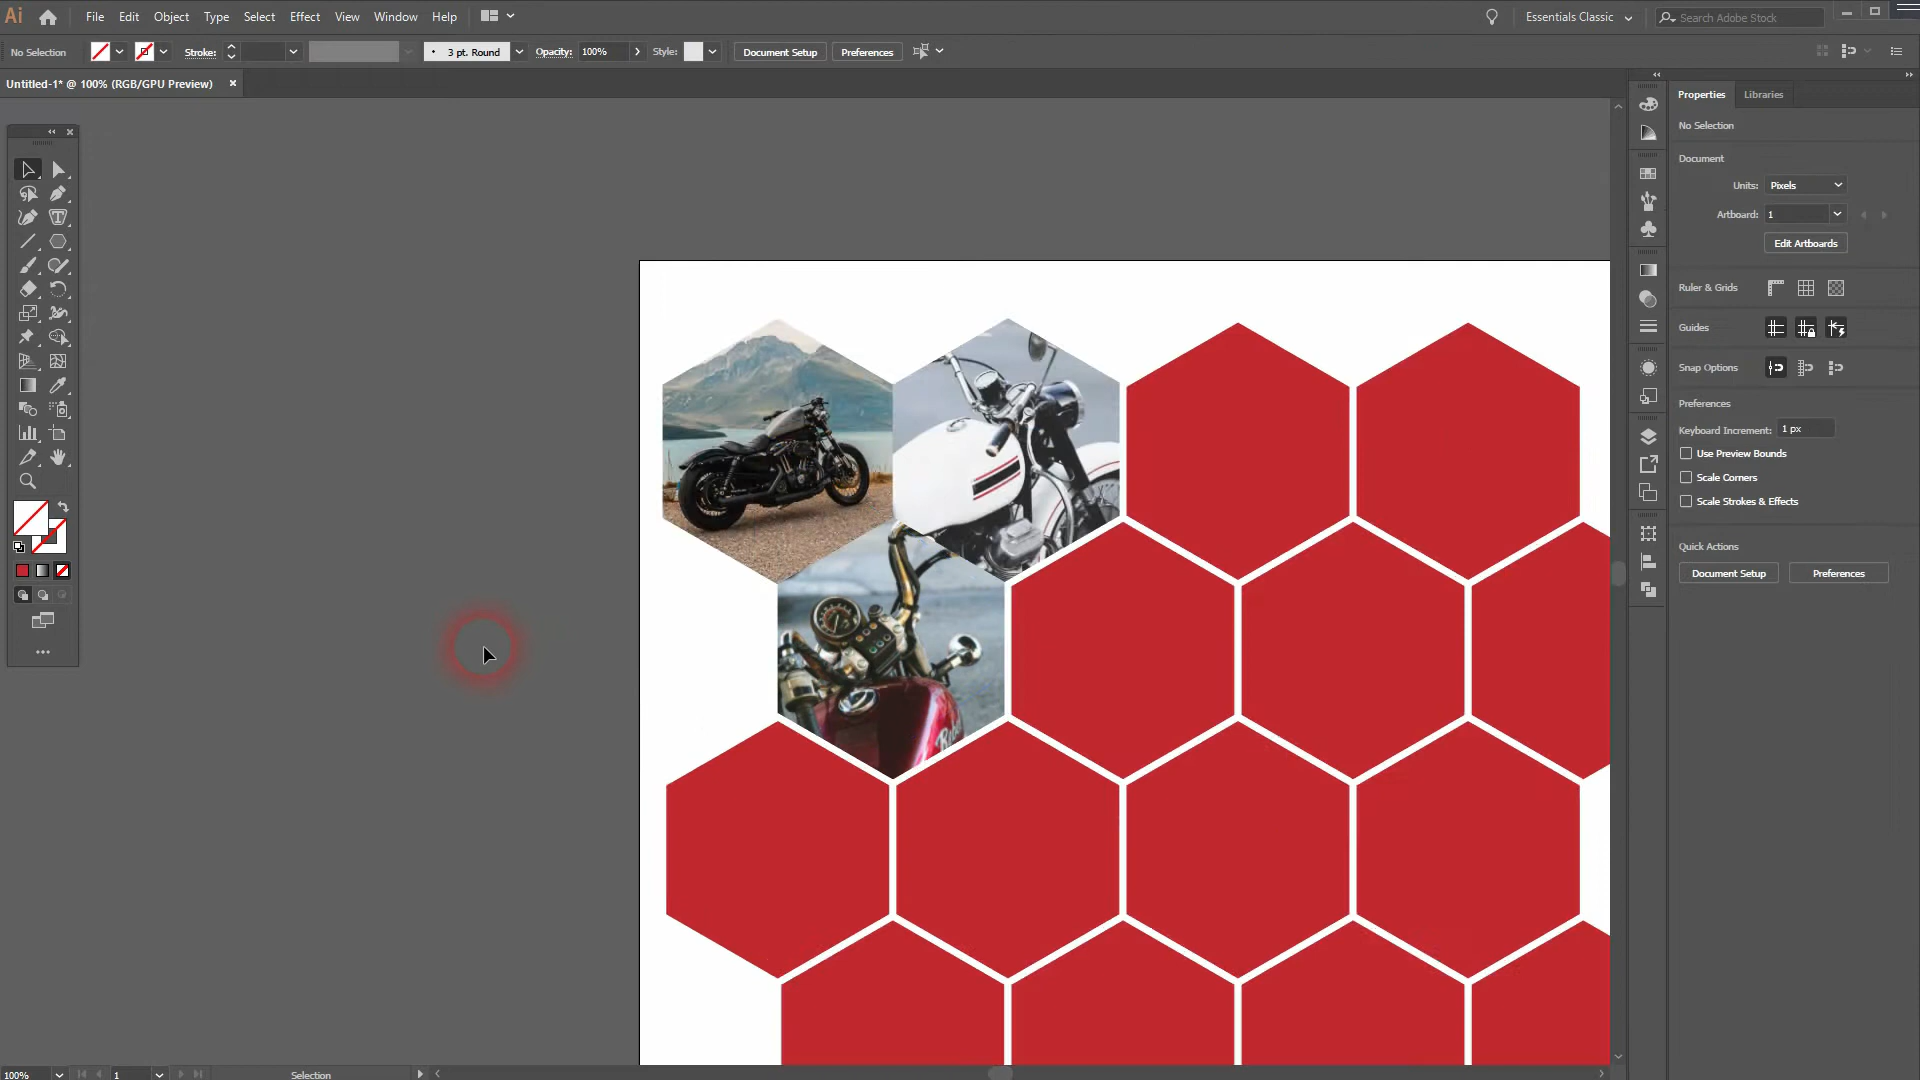 Ai File Edit Object Type Select Effect View Window Help Essentials Classic Search Adobe Stock
No Selection Stroke: 3 pt. Round Opacity: 100% Style: Document Setup Preferences
Untitled-1* @ 100% (RGB/GPU Preview)
Properties Libraries
No Selection
Document
Units: Pixels
Artboard: 1
Edit Artboards
Ruler & Grids
Guides
Snap Options
Preferences
Keyboard Increment: 1 px
Use Preview Bounds
Scale Corners
Scale Strokes & Effects
Quick Actions
Document Setup Preferences
100% 1 Selection